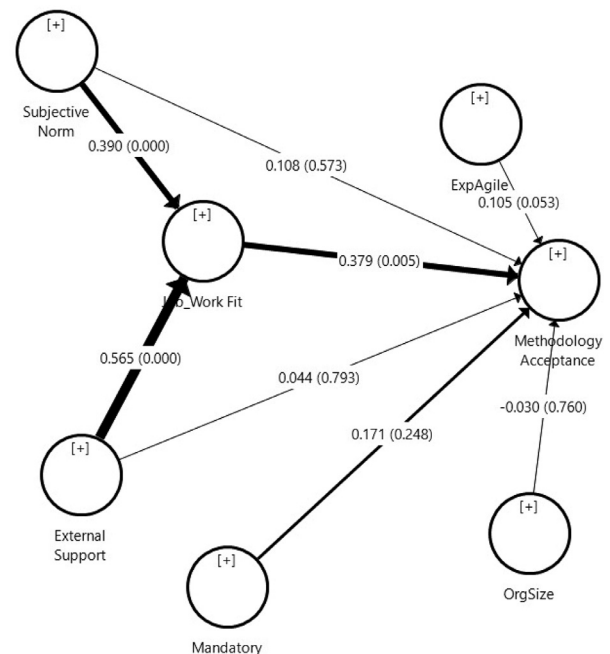 [+]
Subjective
Norm
0.390 (0.000)
0.108 (0.573)
[+]
ExpAgile
0.105 (0.053)
[+]
0.379 (0.005)
[+]
Methodology
Acceptance
Work Fit
0.565 (0.000)
0.044 (0.793)
-0.030 (0.760)
0.171 (0.248)
[+]
External
Support
[+]
OrgSize
[+]
Mandatory